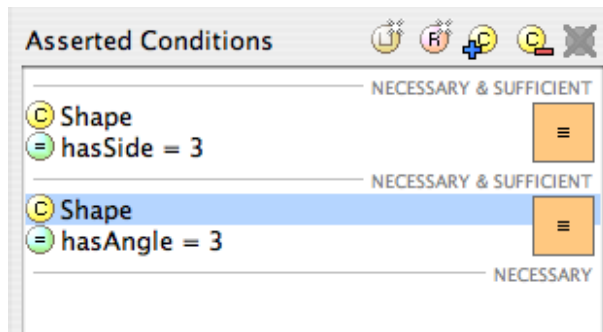 Asserted Conditions
NECESSARY & SUFFICIENT
C Shape
= hasSide = 3
≡
NECESSARY & SUFFICIENT
C Shape
= hasAngle = 3
≡
NECESSARY